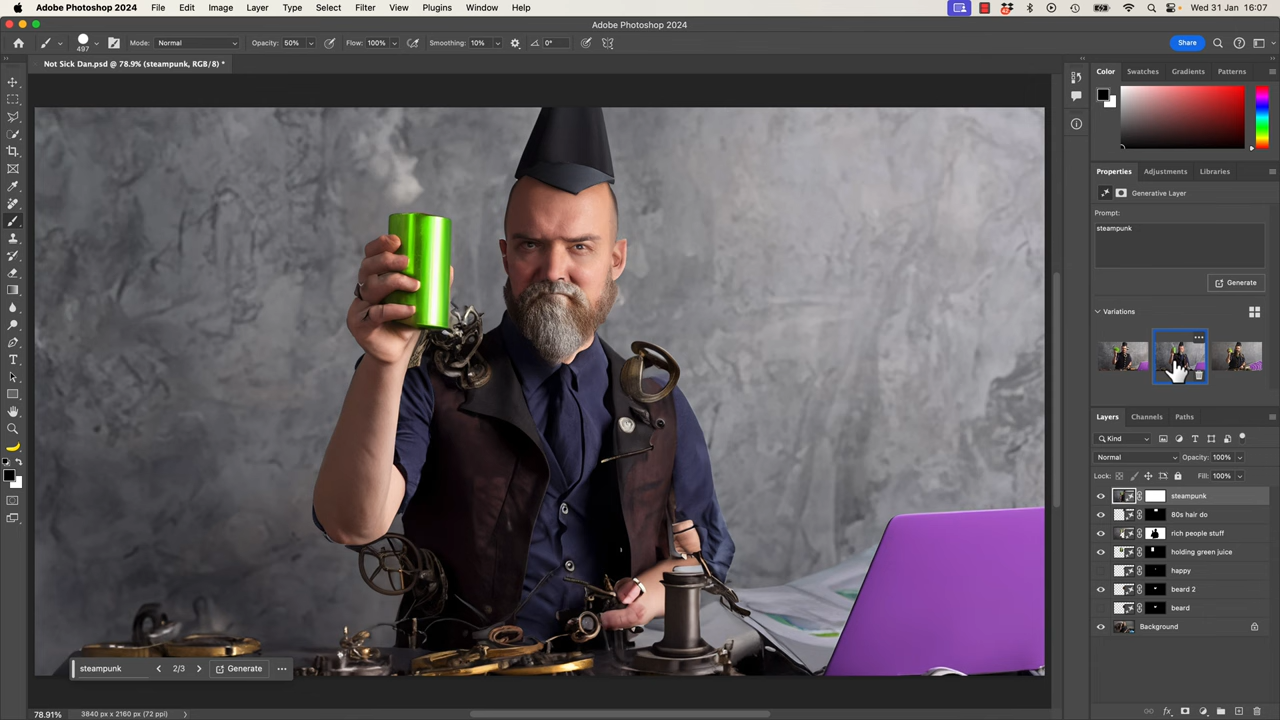 Adobe Photoshop 2024 File Edit Image Layer Type Select Filter View Plugins Window Help Wed 31 Jan 16:07
Adobe Photoshop 2024
497 Mode: Normal Opacity: 50% Flow: 100% Smoothing: 10% 0° Share
Not Sick Dan.psd @ 78.9% (steampunk, RGB/8) *
Color Swatches Gradients Patterns
Properties Adjustments Libraries
Generative Layer
Prompt:
steampunk
Generate
Variations
Layers Channels Paths
Kind
Normal Opacity: 100%
Lock: Fill: 100%
steampunk
80s hair do
rich people stuff
holding green juice
happy
beard 2
beard
Background
steampunk 2/3 Generate
78.91% 3840 px x 2160 px (72 ppi)